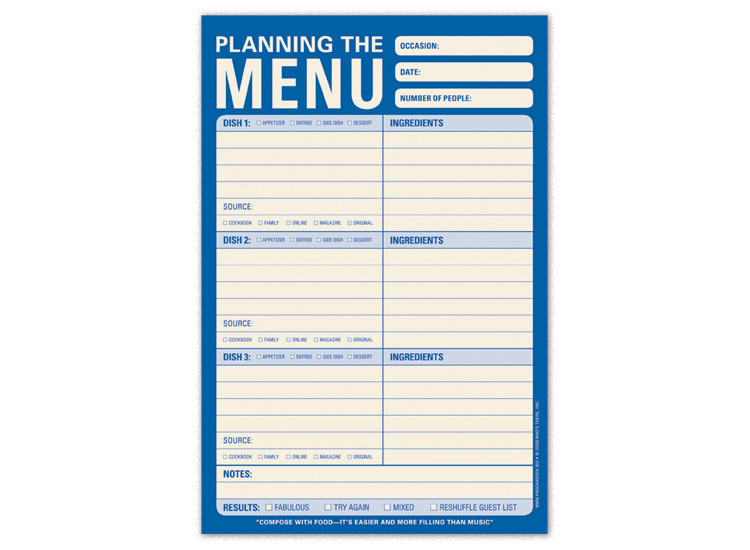 PLANNING THE
MENU
OCCASION:
DATE:
NUMBER OF PEOPLE:
DISH 1: APPETIZER ENTREE SIDE DISH DESSERT
INGREDIENTS
SOURCE:
COOKBOOK FAMILY ONLINE MAGAZINE ORIGINAL
DISH 2: APPETIZER ENTREE SIDE DISH DESSERT
INGREDIENTS
SOURCE:
COOKBOOK FAMILY ONLINE MAGAZINE ORIGINAL
DISH 3: APPETIZER ENTREE SIDE DISH DESSERT
INGREDIENTS
SOURCE:
COOKBOOK FAMILY ONLINE MAGAZINE ORIGINAL
NOTES:
RESULTS: FABULOUS TRY AGAIN MIXED RESHUFFLE GUEST LIST
"COMPOSE WITH FOOD—IT'S EASIER AND MORE FILLING THAN MUSIC"
WWW.KNOCKKNOCK.BIZ • © 2008 WHO'S THERE, INC.